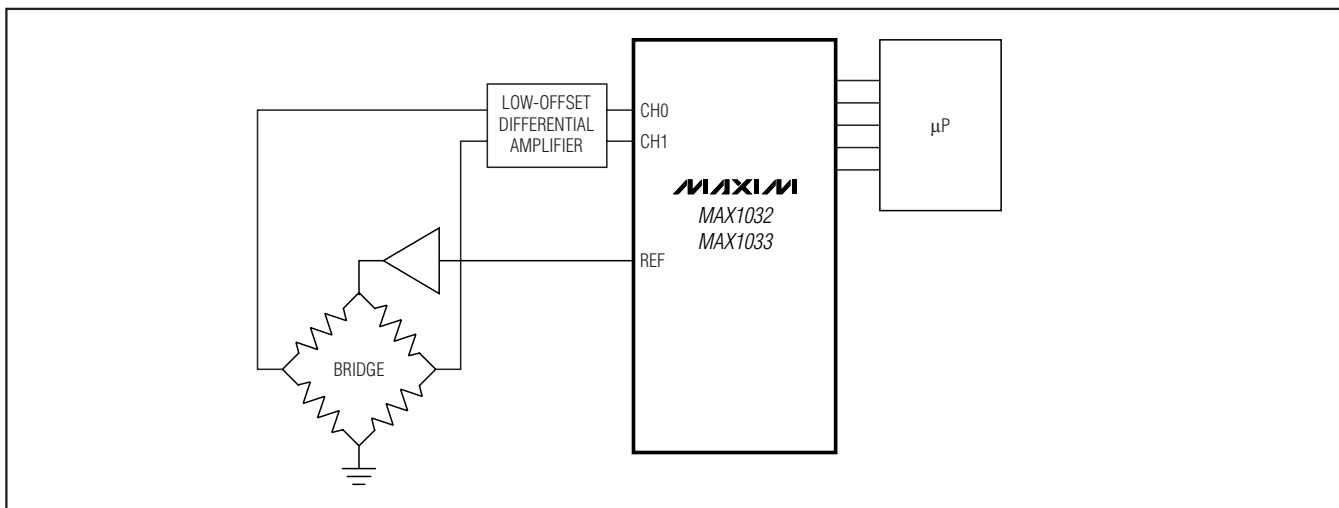 LOW-OFFSET
DIFFERENTIAL
AMPLIFIER
CH0
CH1
MAXIM
MAX1032
MAX1033
REF
µP
BRIDGE